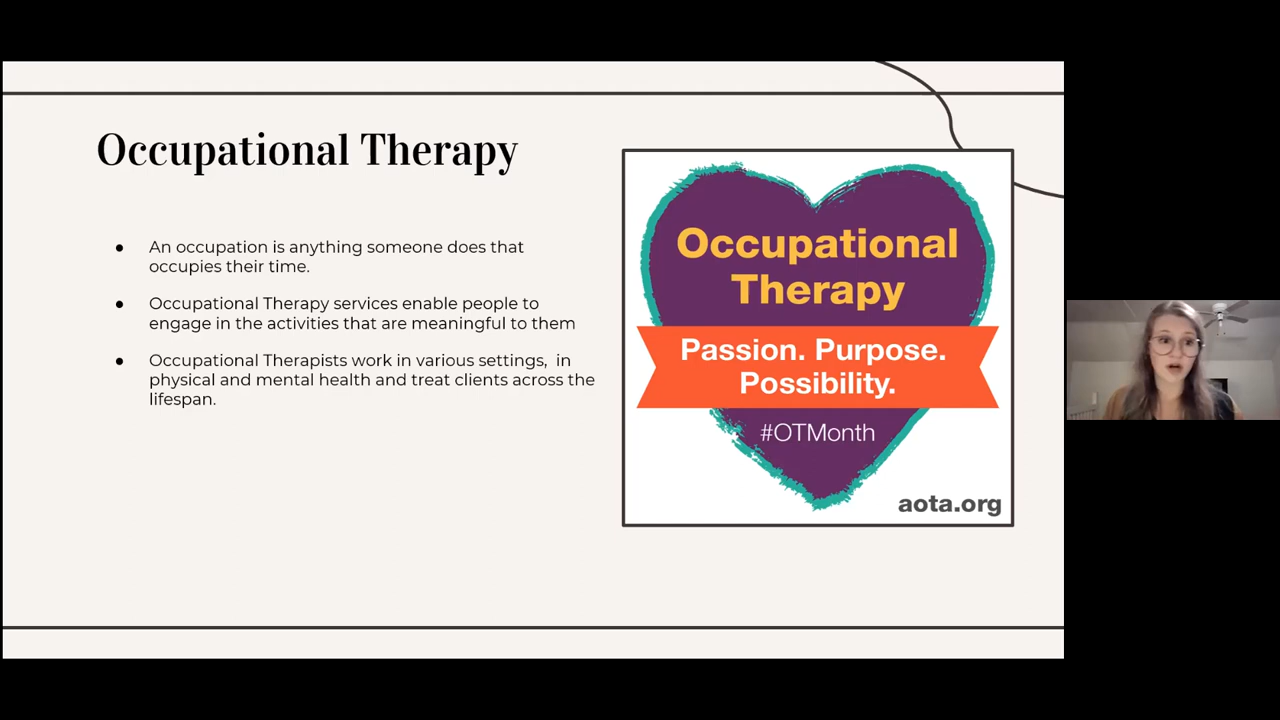 Occupational Therapy
● An occupation is anything someone does that
occupies their time.
● Occupational Therapy services enable people to
engage in the activities that are meaningful to them
● Occupational Therapists work in various settings,  in
physical and mental health and treat clients across the
lifespan.
Occupational
Therapy
Passion. Purpose.
Possibility.
#OTMonth
aota.org